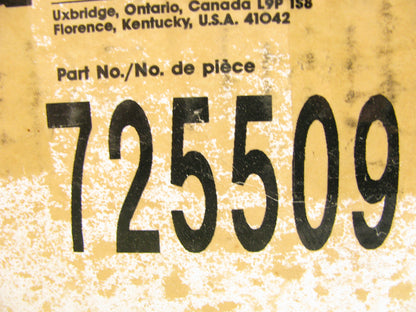 Uxbridge, Ontario, Canada L9P 1S8
Florence, Kentucky, U.S.A. 41042
Part No./No. de pièce
725509